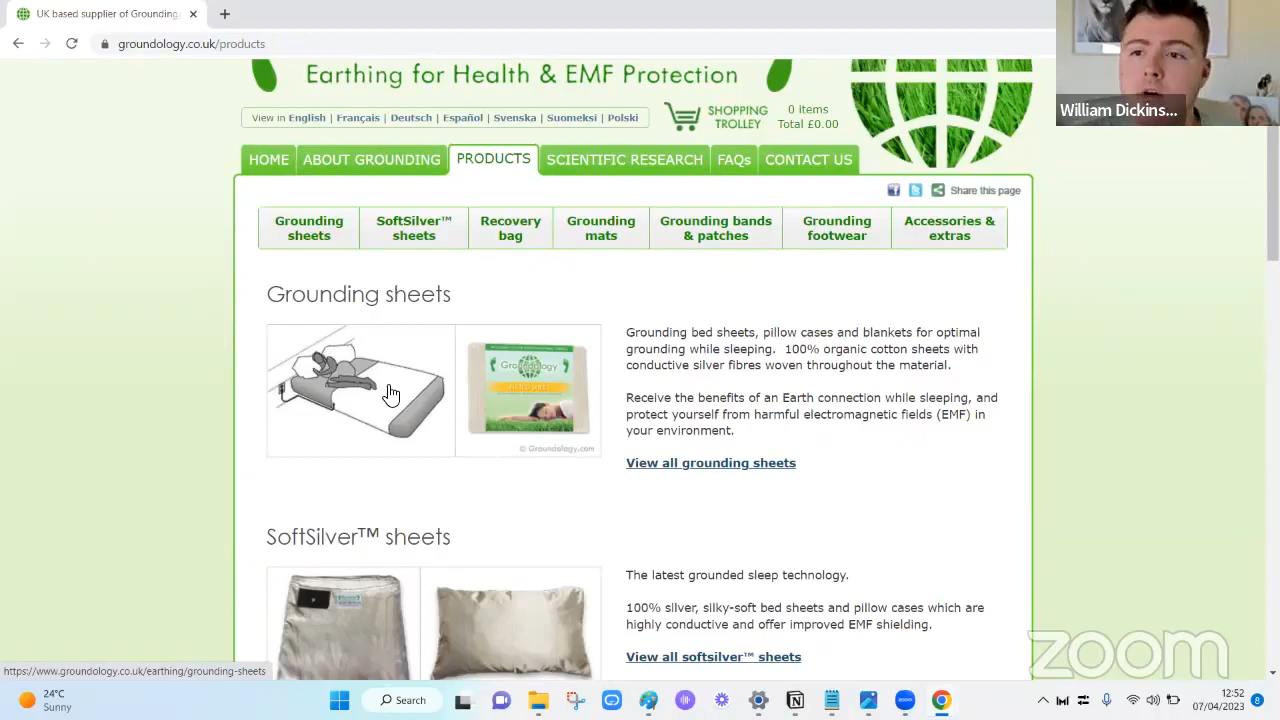 UK based supplier of Grounding
groundology.co.uk/products
William Dickins...
Earthing for Health & EMF Protection
View in English | Français | Deutsch | Español | Svenska | Suomeksi | Polski
SHOPPING TROLLEY
0 items
Total £0.00
HOME ABOUT GROUNDING PRODUCTS SCIENTIFIC RESEARCH FAQs CONTACT US
Share this page
Grounding sheets
SoftSilver™ sheets
Recovery bag
Grounding mats
Grounding bands & patches
Grounding footwear
Accessories & extras
Grounding sheets
Groundology
© Groundology.com
Grounding bed sheets, pillow cases and blankets for optimal
grounding while sleeping. 100% organic cotton sheets with
conductive silver fibres woven throughout the material.
Receive the benefits of an Earth connection while sleeping, and
protect yourself from harmful electromagnetic fields (EMF) in
your environment.
View all grounding sheets
SoftSilver™ sheets
The latest grounded sleep technology.
100% silver, silky-soft bed sheets and pillow cases which are
highly conductive and offer improved EMF shielding.
View all softsilver™ sheets
zoom
https://www.groundology.co.uk/earthing/grounding-sheets
24°C
Sunny
Search
12:52
07/04/2023
8